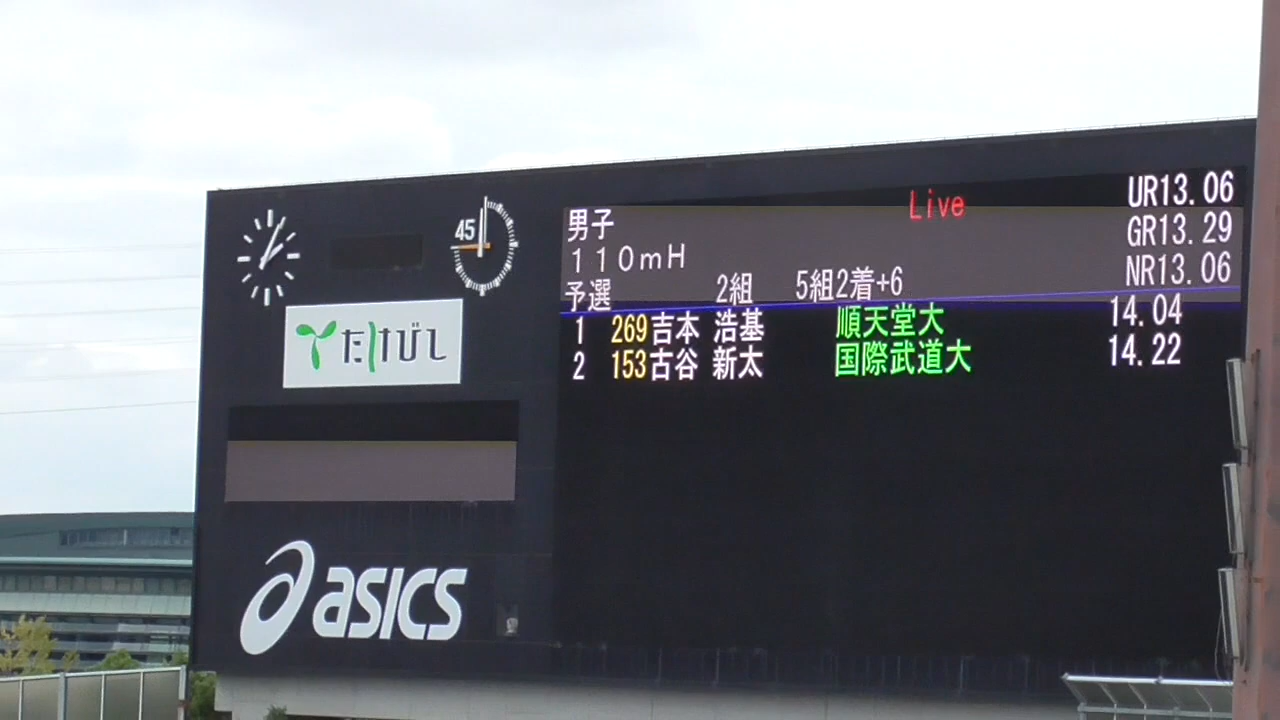 Live
UR13.06
男子
GR13.29
110mH
NR13.06
予選 2組 5組2着+6
1 269 吉本 浩基 順天堂大 14.04
2 153 古谷 新太 国際武道大 14.22
45
たけびし
asics